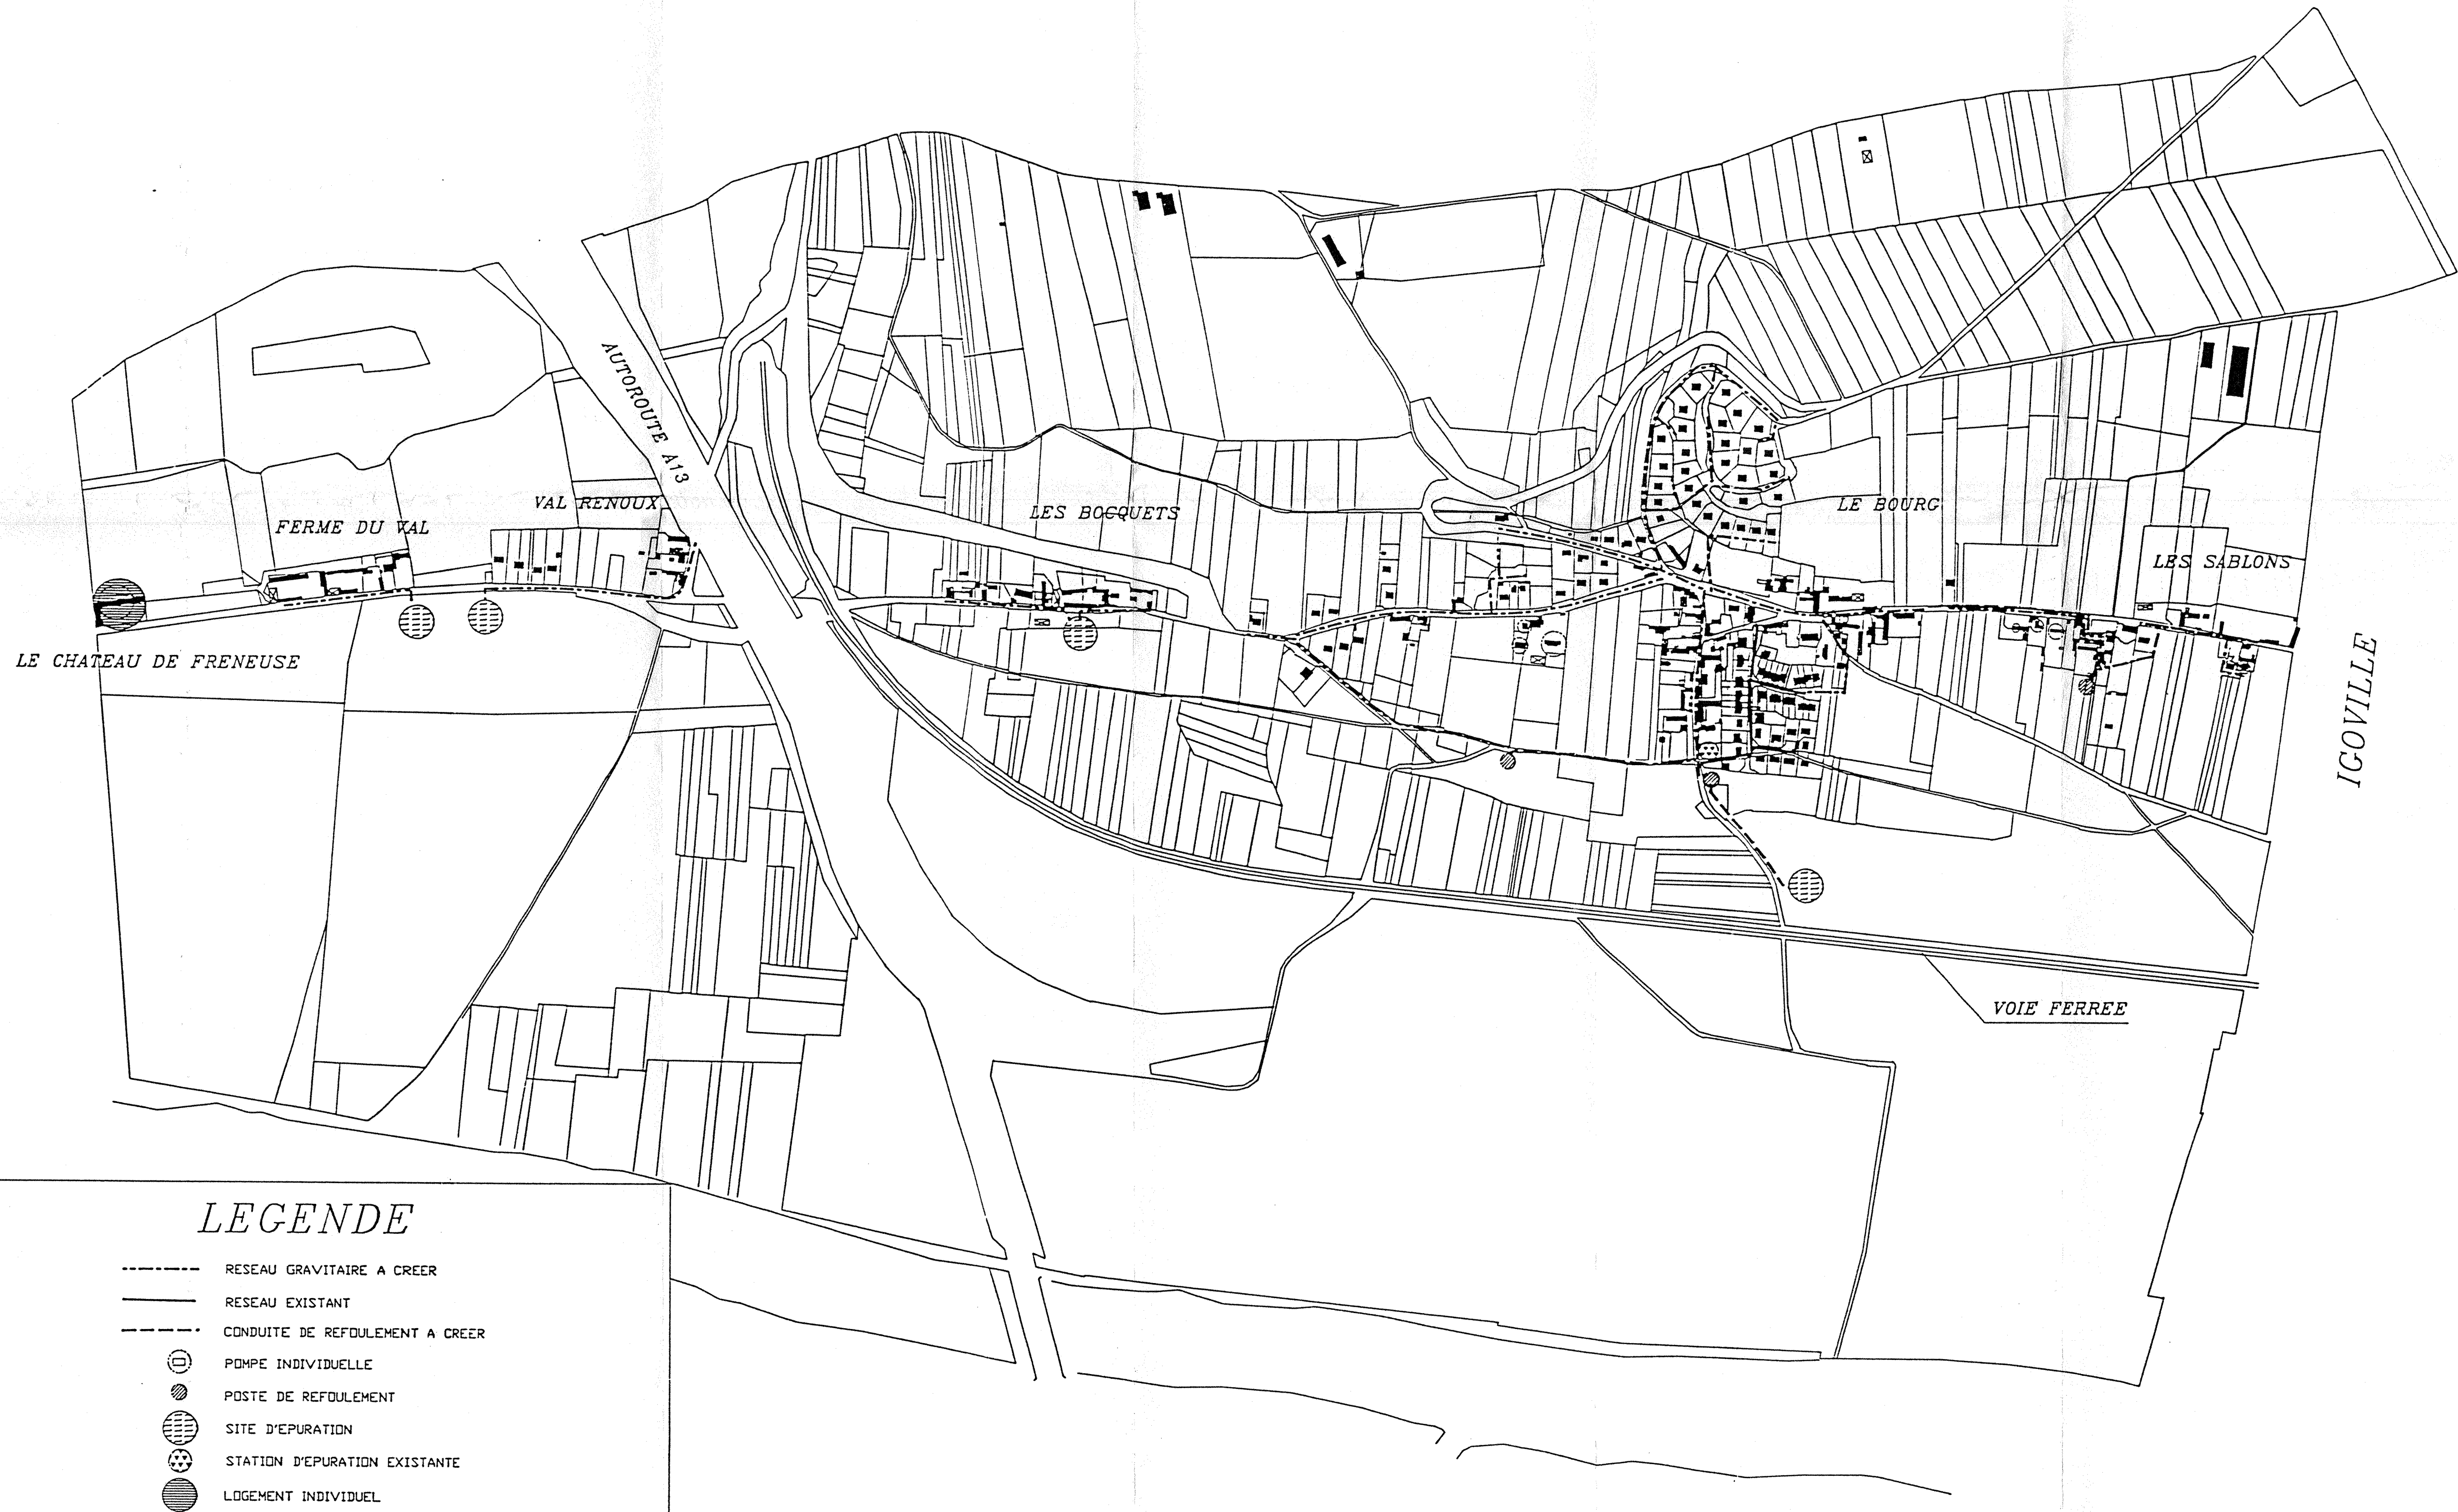 AUTOROUTE A13
VAL RENOUX
FERME DU VAL
LES BOCQUETS
LE BOURG
LES SABLONS
LE CHATEAU DE FRENEUSE
IGOVILLE
VOIE FERREE
LEGENDE
RESEAU GRAVITAIRE A CREER
RESEAU EXISTANT
CONDUITE DE REFOULEMENT A CREER
POMPE INDIVIDUELLE
POSTE DE REFOULEMENT
SITE D'EPURATION
STATION D'EPURATION EXISTANTE
LOGEMENT INDIVIDUEL